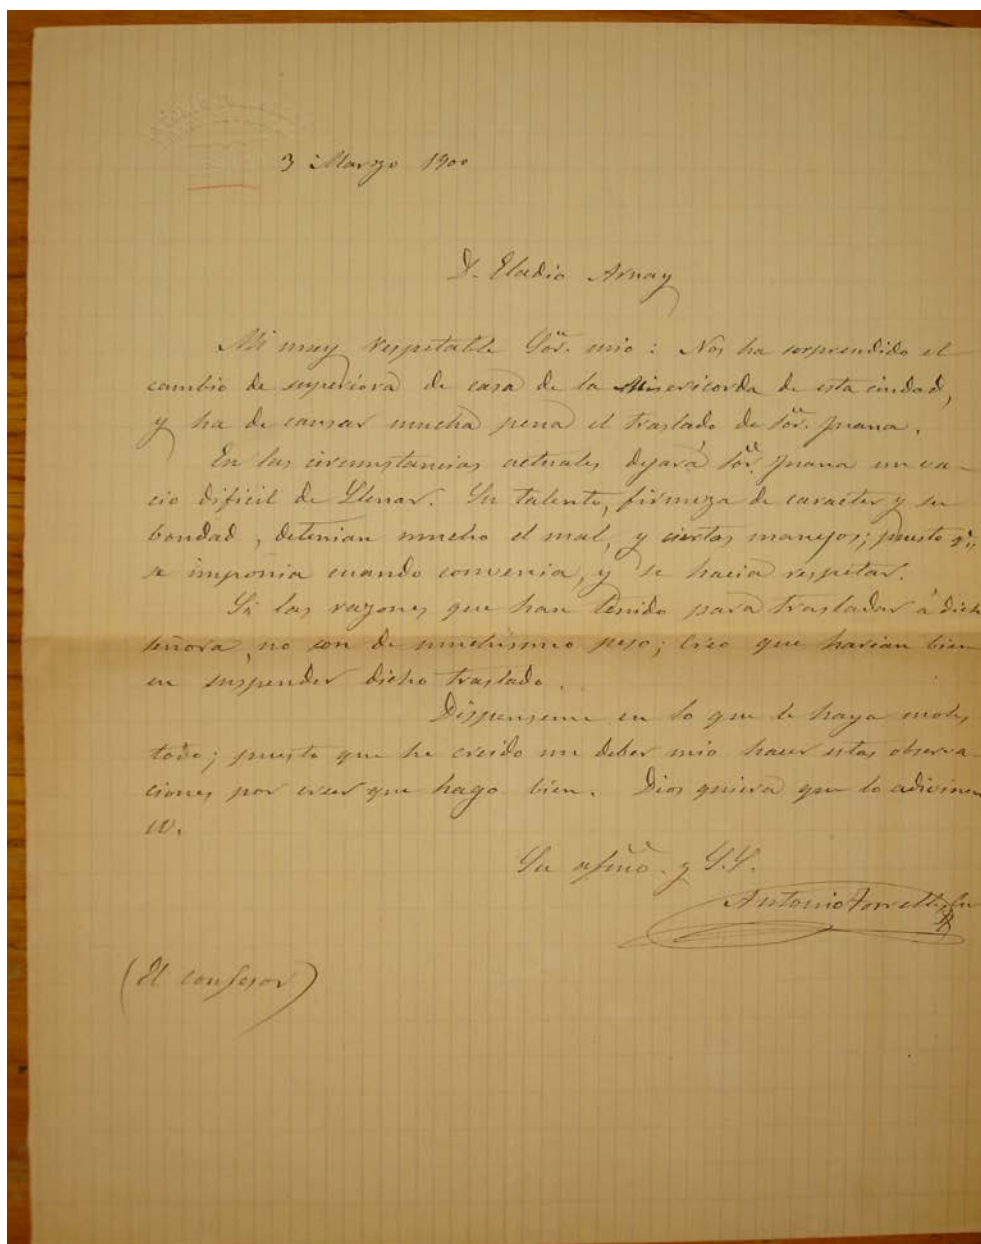 3 Marzo 1900
D. Eladio Arnay
Mi muy respetable Sor. mio: Nos ha sorprendido el
cambio de superiora de casa de la Misericorda de esta ciudad,
y ha de causar mucha pena el traslado de Sor. Juana.
En las circumstancias actuales dejará Sor. Juana un va-
cio dificil de Llenar. Su talento, firmeza de caracter y su
bondad, detenian mucho el mal, y ciertos manejos; puesto q.
se imponia cuando convenia, y se hacia respetar.
Si las razones que han tenido para trasladar á dicha
señora, no son de muchisimo peso; creo que harian bien
en suspender dicho traslado.
Dispenseme en lo que le haya moles
tado; puesto que he creido un deber mio hacer estas observa-
ciones por creer que hago bien. Dios quiera que lo adivinen
VV.
Su afmo. y S.S.
Antonio
(El confesor)